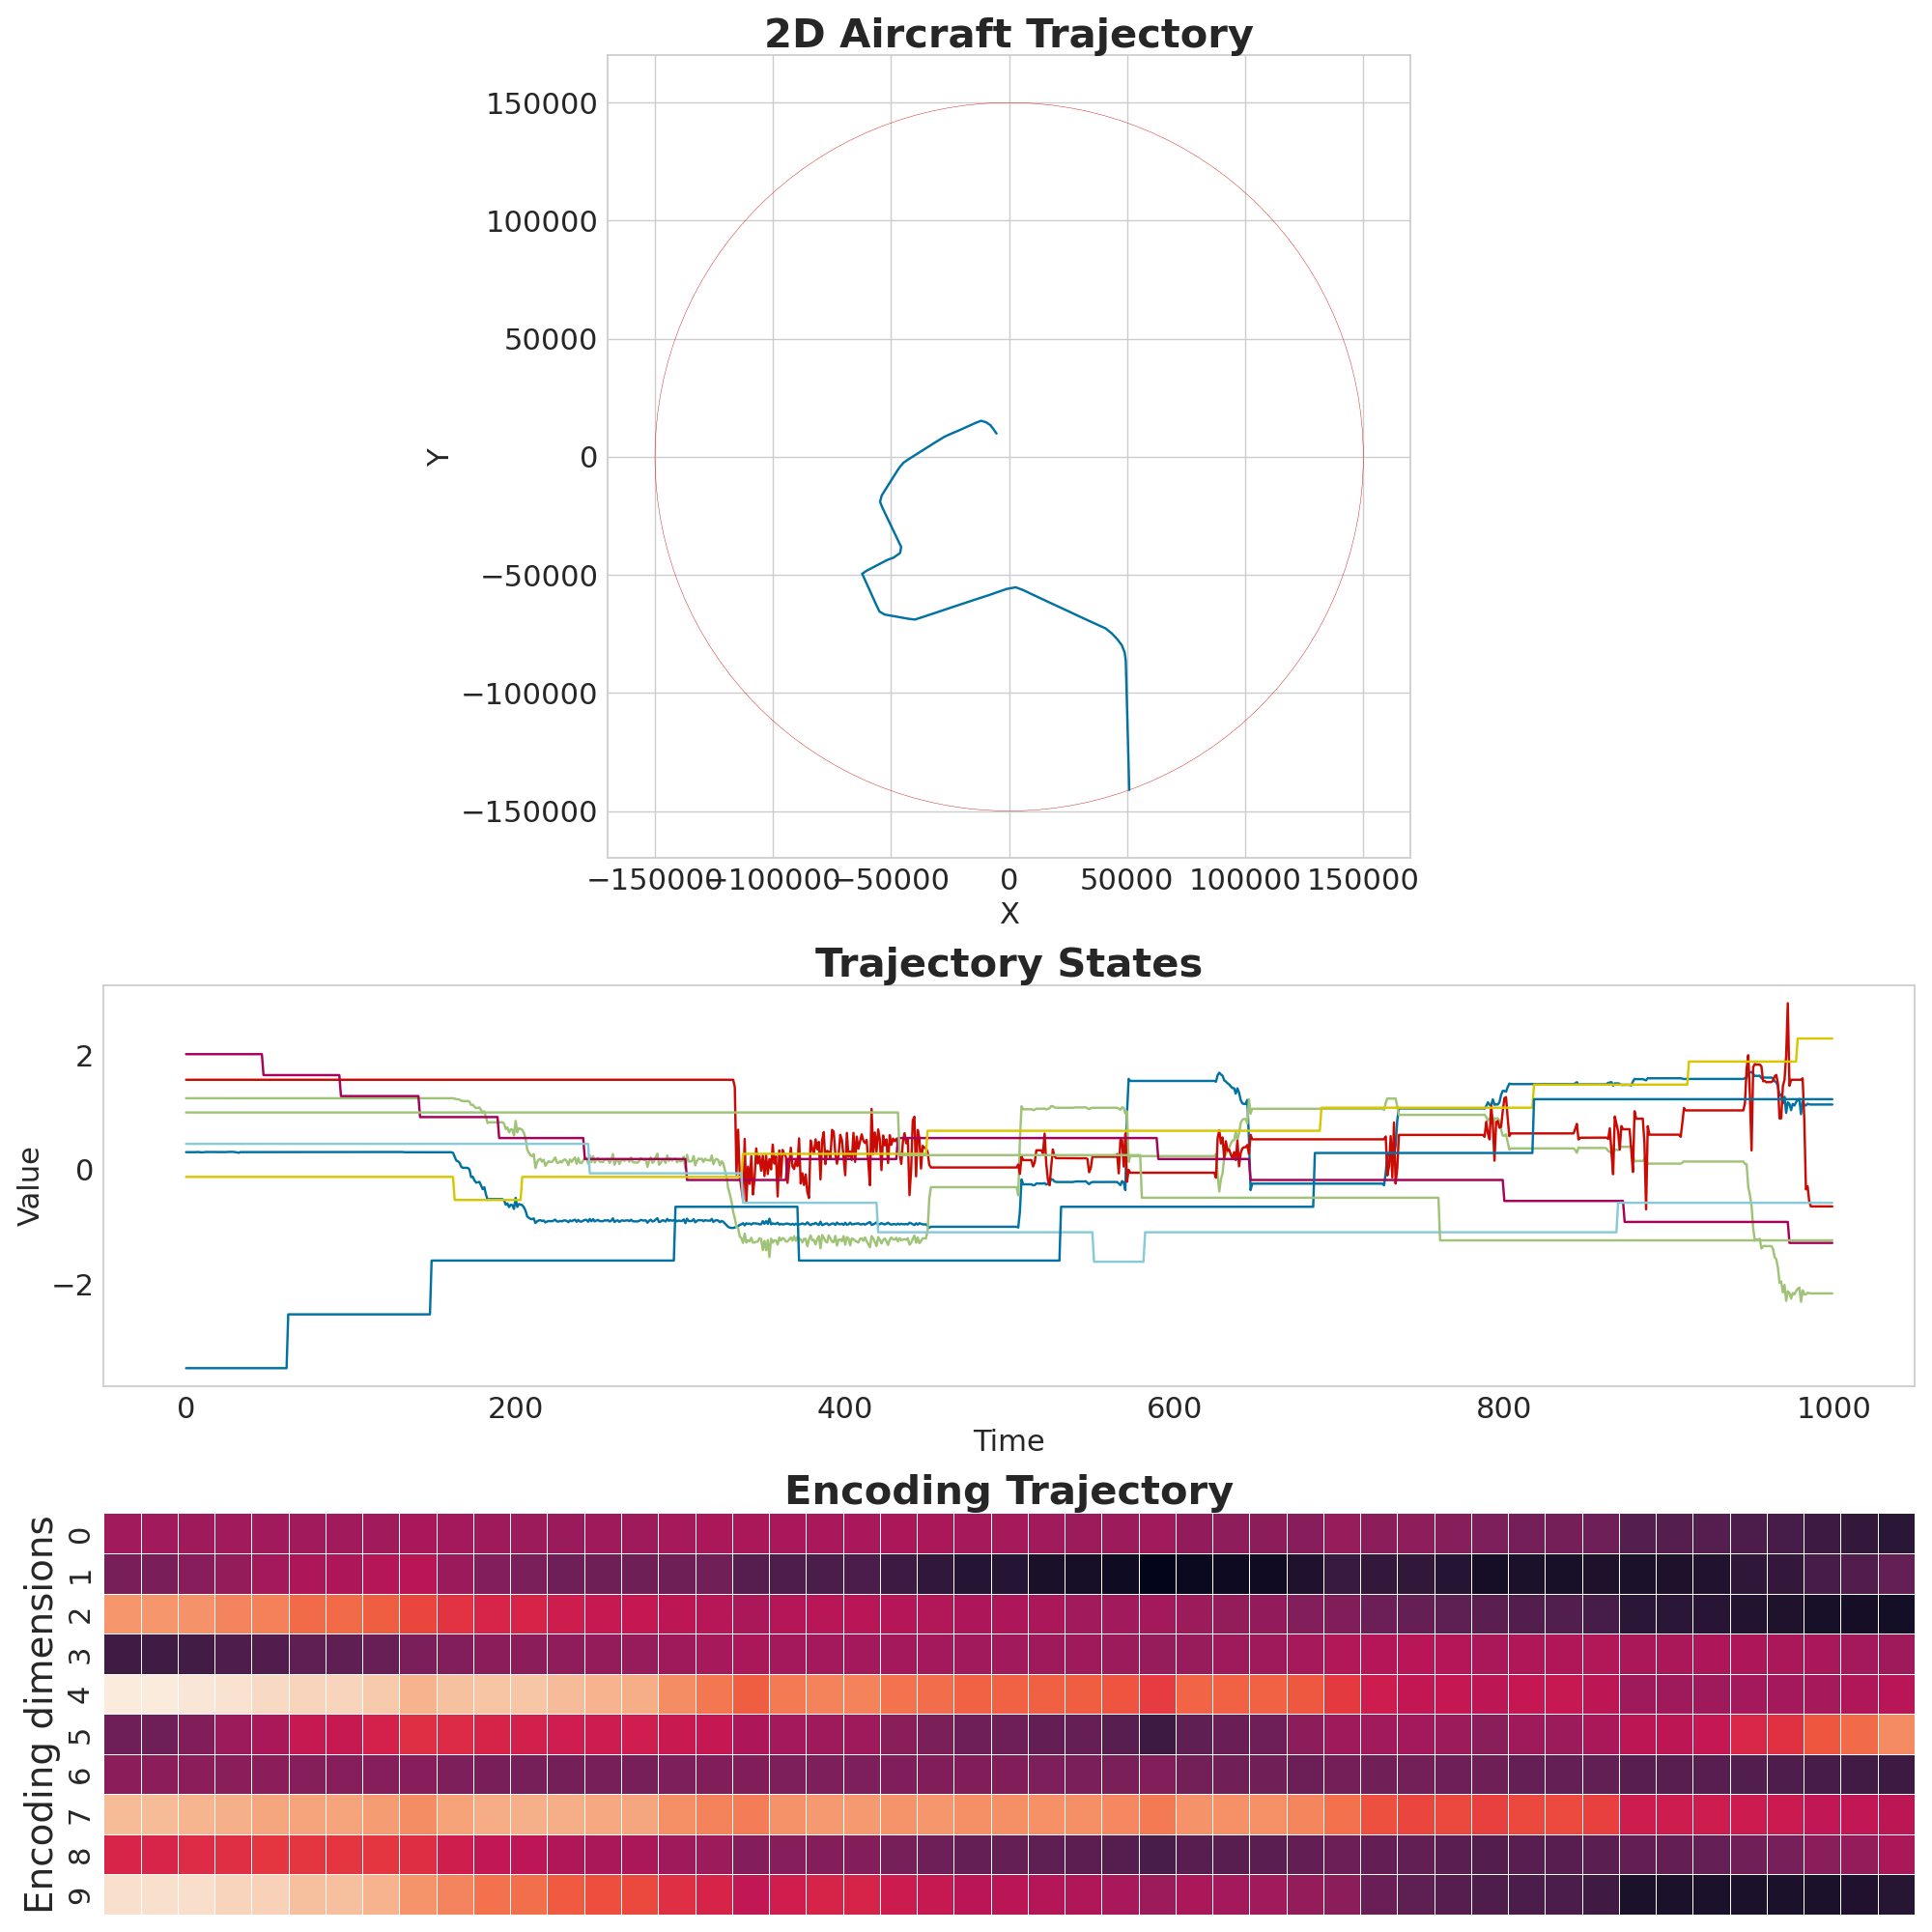 2D Aircraft Trajectory
150000
100000
50000
0
−50000
−100000
−150000
Y
−150000 −100000 −50000 0 50000 100000 150000
X
Trajectory States
2
0
−2
Value
0 200 400 600 800 1000
Time
Encoding Trajectory
Encoding dimensions
0
1
2
3
4
5
6
7
8
9